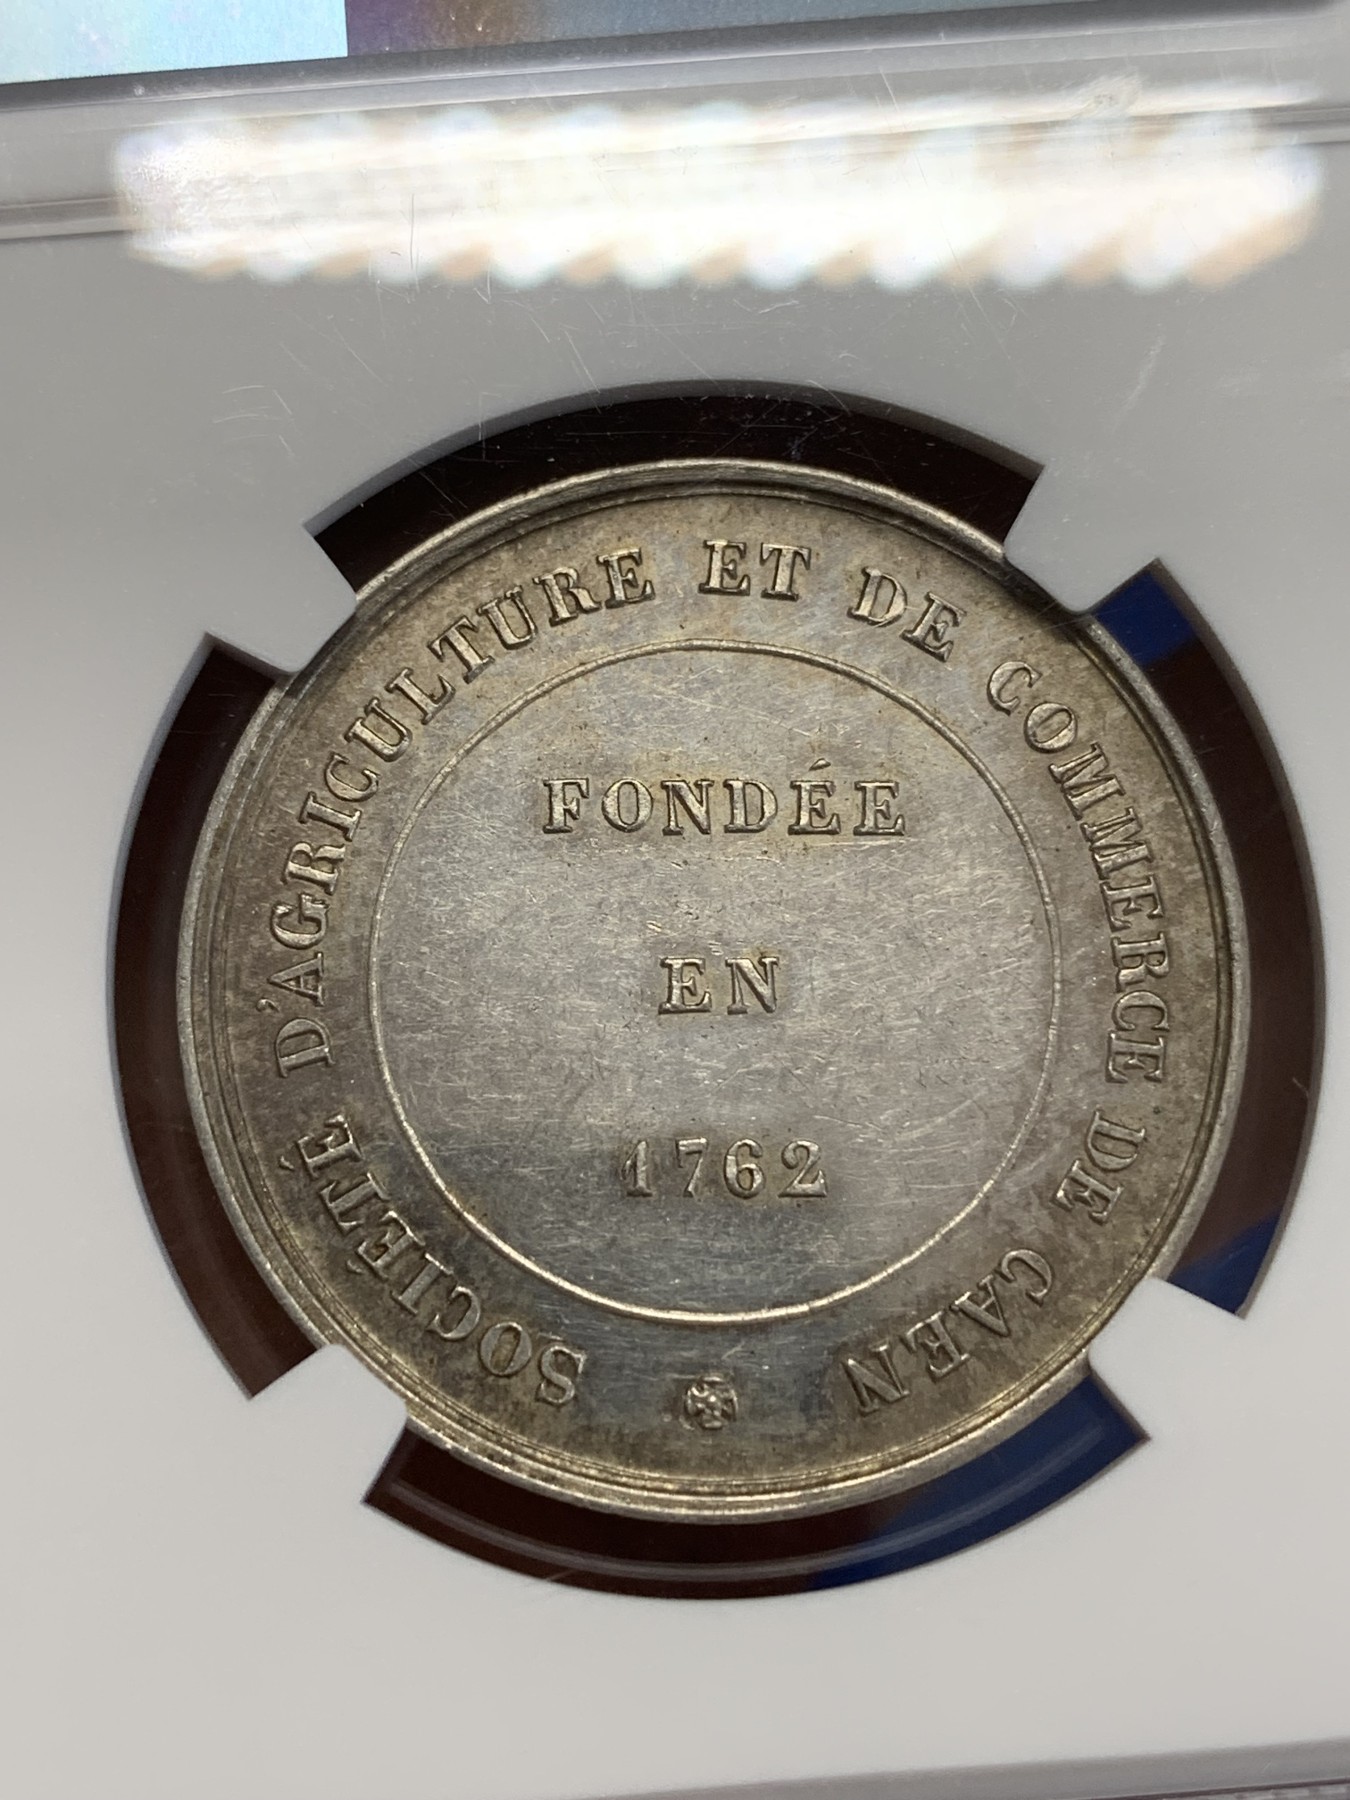 SOCIÉTÉ D'AGRICULTURE ET DE COMMERCE DE CAEN
FONDÉE
EN
1762